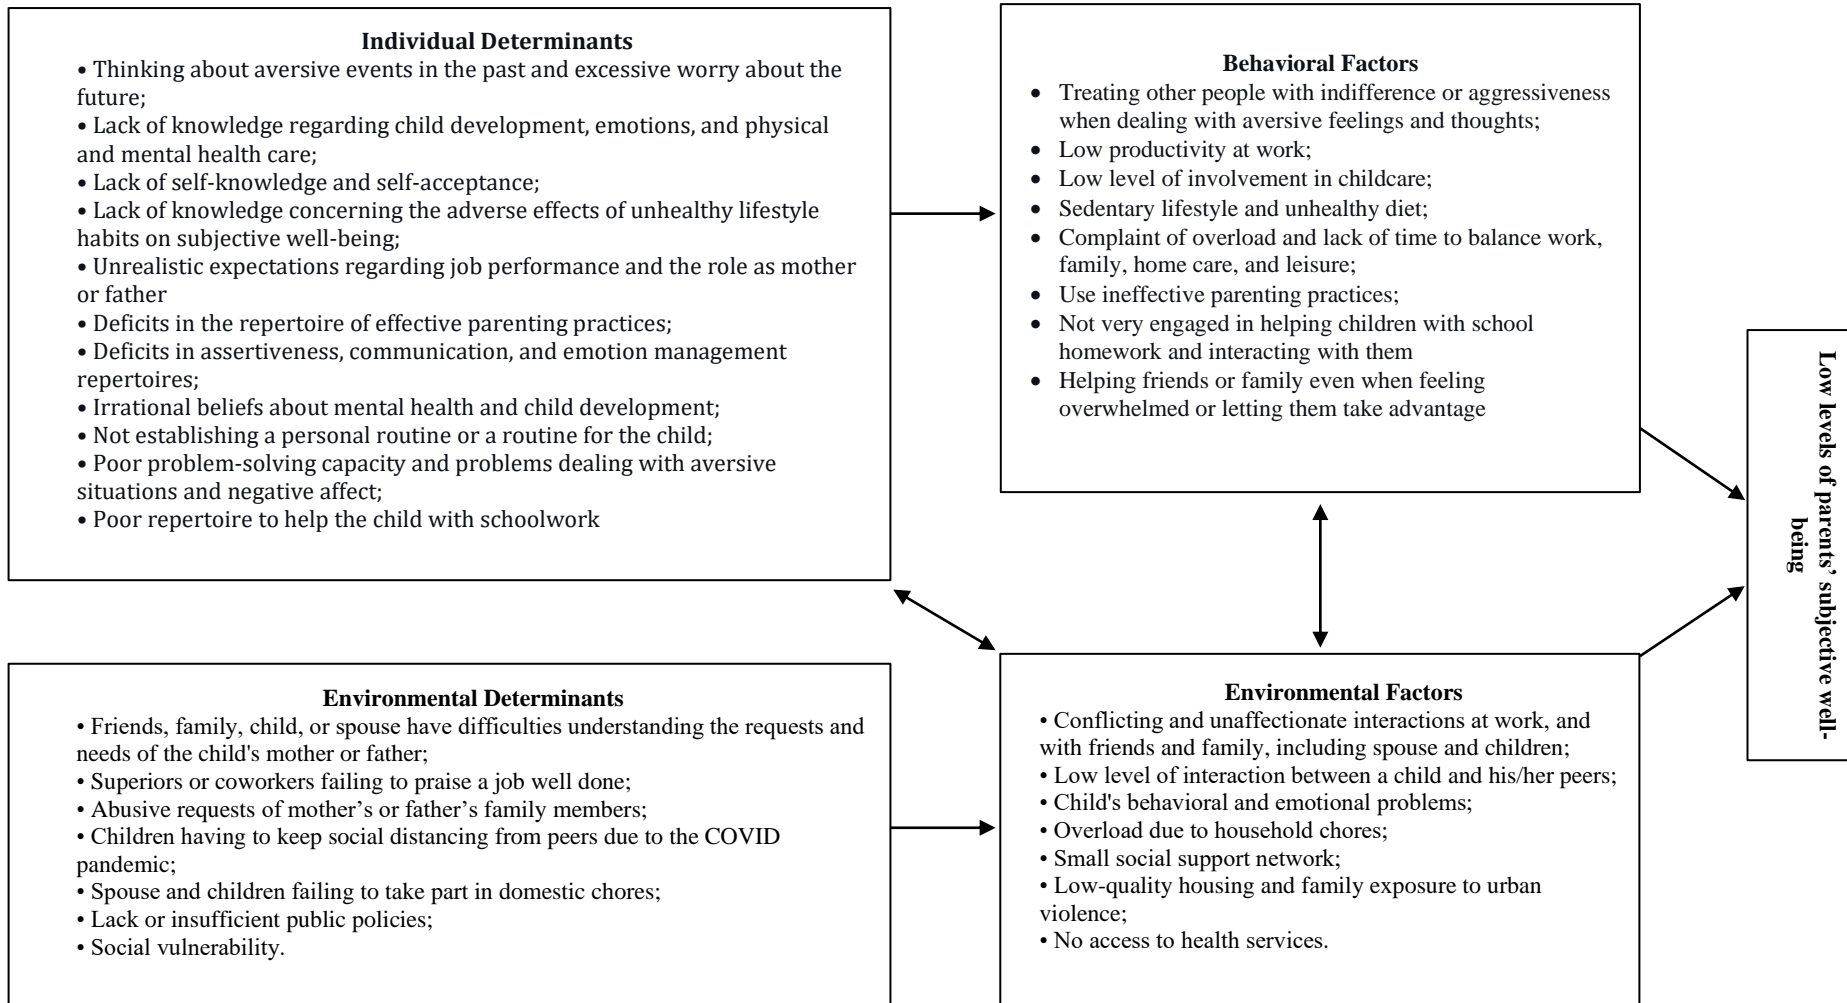 Individual Determinants
• Thinking about aversive events in the past and excessive worry about the
future;
• Lack of knowledge regarding child development, emotions, and physical
and mental health care;
• Lack of self-knowledge and self-acceptance;
• Lack of knowledge concerning the adverse effects of unhealthy lifestyle
habits on subjective well-being;
• Unrealistic expectations regarding job performance and the role as mother
or father
• Deficits in the repertoire of effective parenting practices;
• Deficits in assertiveness, communication, and emotion management
repertoires;
• Irrational beliefs about mental health and child development;
• Not establishing a personal routine or a routine for the child;
• Poor problem-solving capacity and problems dealing with aversive
situations and negative affect;
• Poor repertoire to help the child with schoolwork
Behavioral Factors
• Treating other people with indifference or aggressiveness
when dealing with aversive feelings and thoughts;
• Low productivity at work;
• Low level of involvement in childcare;
• Sedentary lifestyle and unhealthy diet;
• Complaint of overload and lack of time to balance work,
family, home care, and leisure;
• Use ineffective parenting practices;
• Not very engaged in helping children with school
homework and interacting with them
• Helping friends or family even when feeling
overwhelmed or letting them take advantage
Environmental Determinants
• Friends, family, child, or spouse have difficulties understanding the requests and
needs of the child's mother or father;
• Superiors or coworkers failing to praise a job well done;
• Abusive requests of mother’s or father’s family members;
• Children having to keep social distancing from peers due to the COVID
pandemic;
• Spouse and children failing to take part in domestic chores;
• Lack or insufficient public policies;
• Social vulnerability.
Environmental Factors
• Conflicting and unaffectionate interactions at work, and
with friends and family, including spouse and children;
• Low level of interaction between a child and his/her peers;
• Child's behavioral and emotional problems;
• Overload due to household chores;
• Small social support network;
• Low-quality housing and family exposure to urban
violence;
• No access to health services.
Low levels of parents’ subjective well-
being